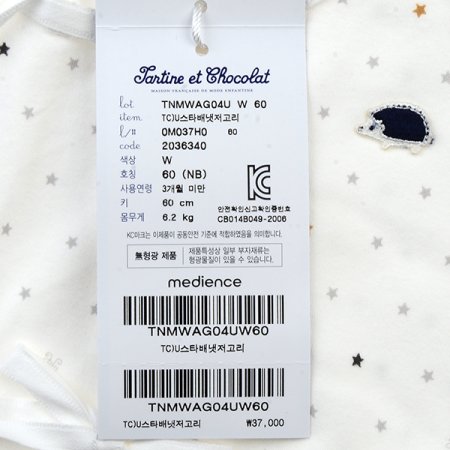 Tartine et Chocolat
MAISON FRANÇAISE DE MODE ENFANTINE
lot TNMWAG04U W 60
item TC)U스타배냇저고리
l/# 0M037H0 60
code 2036340
색상 W
호칭 60 (NB)
사용연령 3개월 미만
키 60 cm
몸무게 6.2 kg
안전확인신고확인증번호
CB014B049-2006
KC마크는 이제품이 공동안전 기준에 적합하였음을 의미합니다.
無형광 제품
제품특성상 일부 부자재류는
형광물질이 있을 수 있습니다.
medience
TNMWAG04UW60
TC)U스타배냇저고리
TNMWAG04UW60
TC)U스타배냇저고리 ₩37,000